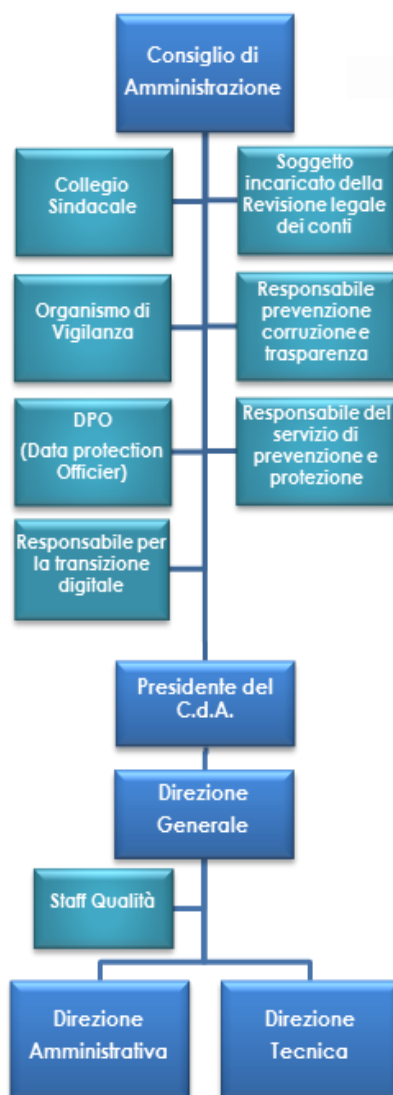 Consiglio di
Amministrazione
Collegio
Sindacale
Soggetto
incaricato della
Revisione legale
dei conti
Organismo di
Vigilanza
Responsabile
prevenzione
corruzione e
trasparenza
DPO
(Data protection
Officier)
Responsabile del
servizio di
prevenzione e
protezione
Responsabile per
la transizione
digitale
Presidente del
C.d.A.
Direzione
Generale
Staff Qualità
Direzione
Amministrativa
Direzione
Tecnica